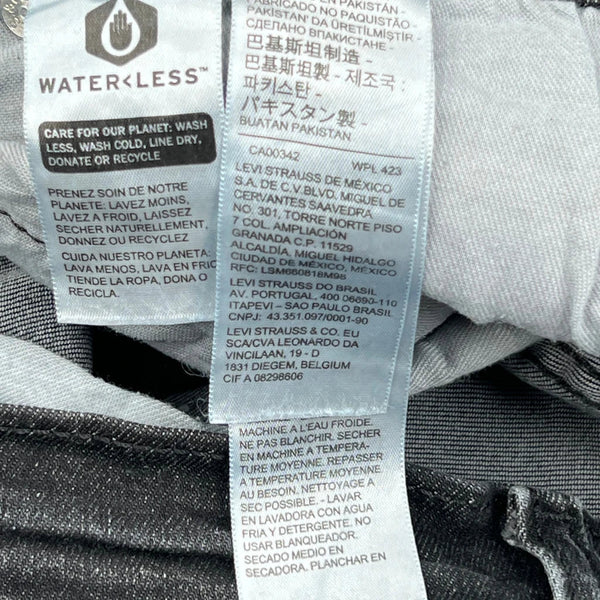 WATER<LESS™
CARE FOR OUR PLANET: WASH
LESS, WASH COLD, LINE DRY,
DONATE OR RECYCLE
PRENEZ SOIN DE NOTRE
PLANETE: LAVEZ MOINS,
LAVEZ A FROID, LAISSEZ
SECHER NATURELLEMENT,
DONNEZ OU RECYCLEZ
CUIDA NUESTRO PLANETA:
LAVA MENOS, LAVA EN FRIO
TIENDE LA ROPA, DONA O
RECICLA.
EN PAKISTÁN -
FABRICADO NO PAQUISTÃO -
PAKİSTAN'DA ÜRETİLMİŞTİR -
СДЕЛАНО ВПАКИСТАНЕ -
巴基斯坦制造 -
巴基斯坦製 - 제조국 :
파키스탄 -
パキスタン製 -
BUATAN PAKISTAN
CA00342 WPL 423
LEVI STRAUSS DE MÉXICO
S.A. DE C.V.BLVD. MIGUEL DE
CERVANTES SAAVEDRA
NO. 301, TORRE NORTE PISO
7 COL. AMPLIACIÓN
GRANADA C.P. 11529
ALCALDÍA, MIGUEL HIDALGO
CIUDAD DE MÉXICO, MÉXICO
RFC: LSM680818M98
LEVI STRAUSS DO BRASIL
AV. PORTUGAL, 400 06690-110
ITAPEVI – SAO PAULO BRASIL
CNPJ: 43.351.097/0001-90
LEVI STRAUSS & CO. EU
SCA/CVA LEONARDO DA
VINCILAAN, 19 - D
1831 DIEGEM, BELGIUM
CIF A 08298606
MACHINE A L'EAU FROIDE.
NE PAS BLANCHIR. SECHER
EN MACHINE A TEMPERA-
TURE MOYENNE. REPASSER
A TEMPERATURE MOYENNE
AU BESOIN. NETTOYAGE A
SEC POSSIBLE. - LAVAR
EN LAVADORA CON AGUA
FRIA Y DETERGENTE. NO
USAR BLANQUEADOR.
SECADO MEDIO EN
SECADORA. PLANCHAR EN